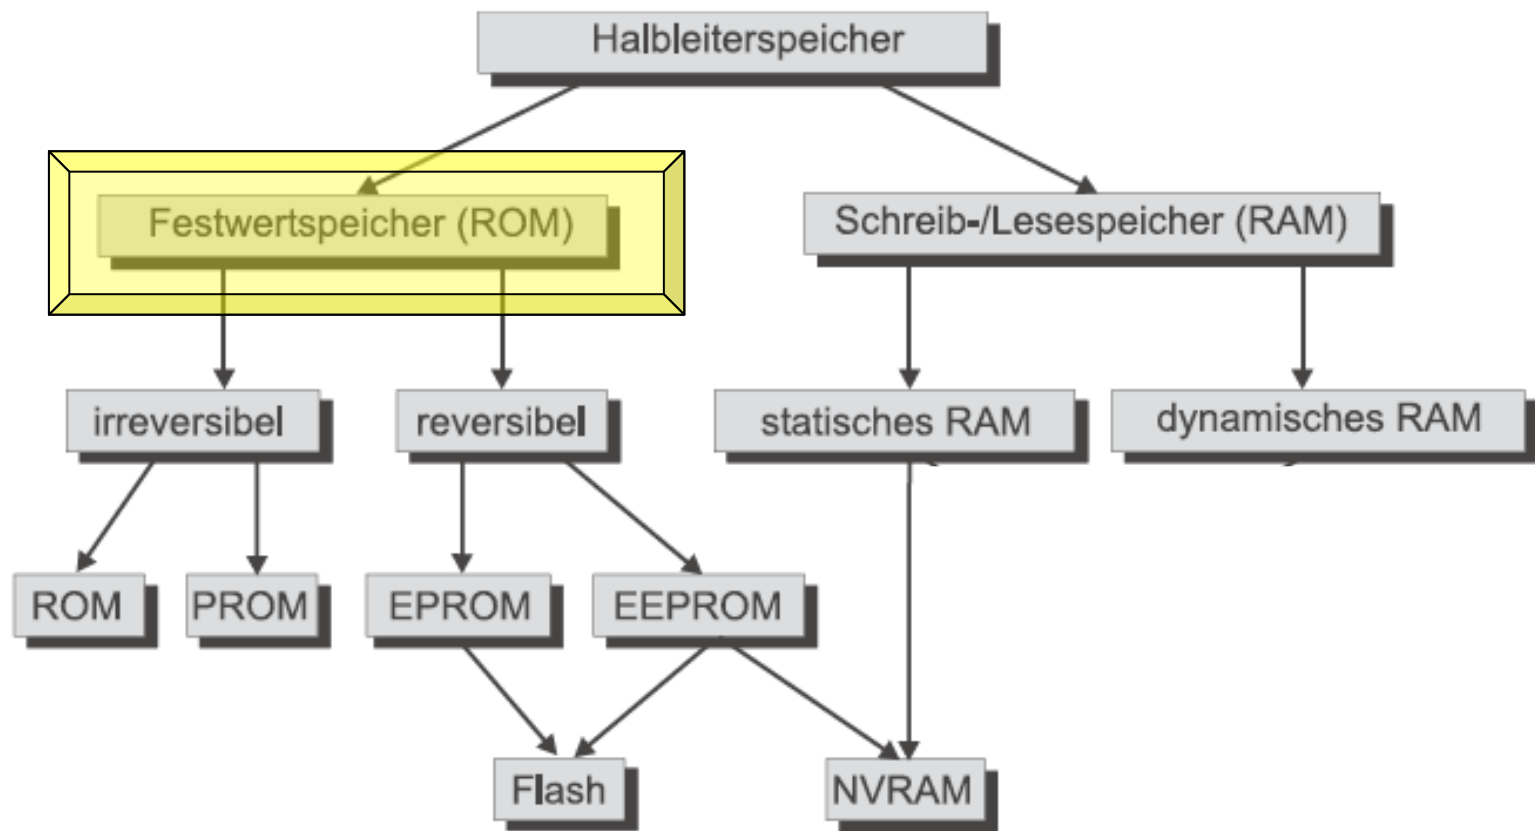 Halbleiterspeicher
Festwertspeicher (ROM)
Schreib-/Lesespeicher (RAM)
irreversibel
reversibel
statisches RAM
dynamisches RAM
ROM
PROM
EPROM
EEPROM
Flash
NVRAM